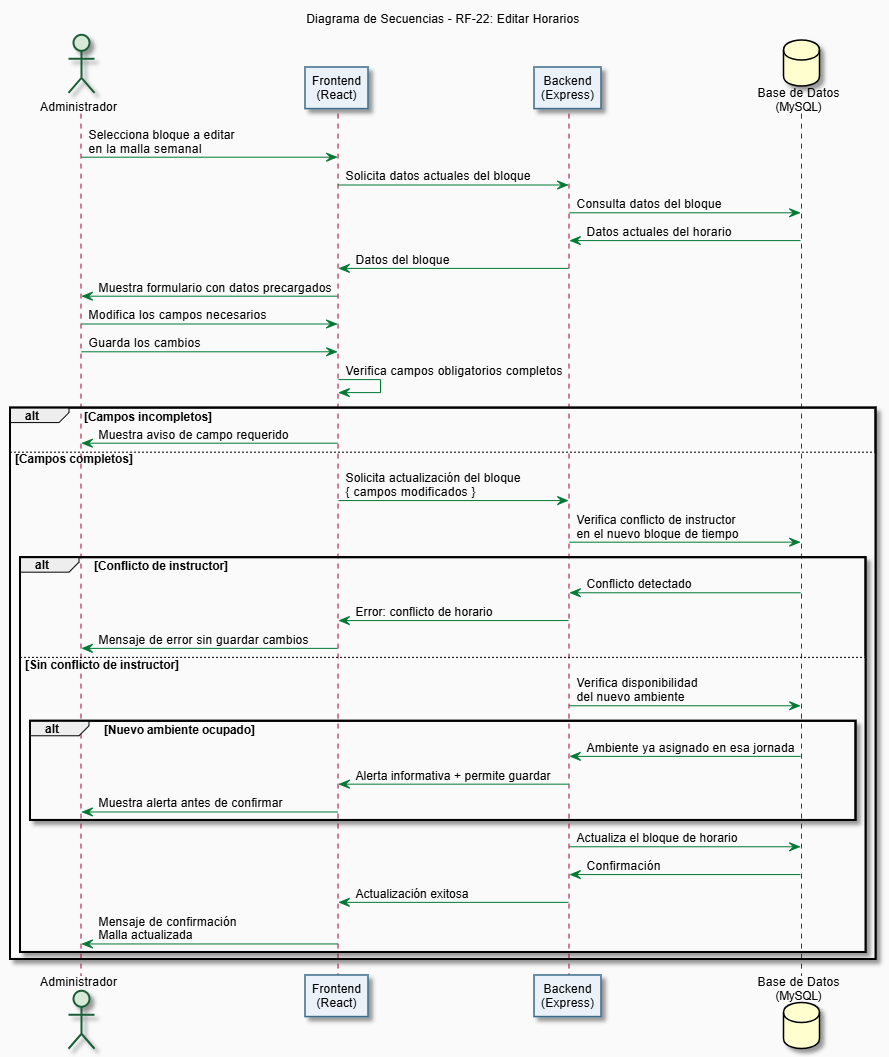 Diagrama de Secuencias - RF-22: Editar Horarios
Administrador
Frontend
(React)
Backend
(Express)
Base de Datos
(MySQL)
Selecciona bloque a editar
en la malla semanal
Solicita datos actuales del bloque
Consulta datos del bloque
Datos actuales del horario
Datos del bloque
Muestra formulario con datos precargados
Modifica los campos necesarios
Guarda los cambios
Verifica campos obligatorios completos
alt [Campos incompletos]
Muestra aviso de campo requerido
[Campos completos]
Solicita actualización del bloque
{ campos modificados }
Verifica conflicto de instructor
en el nuevo bloque de tiempo
alt [Conflicto de instructor]
Conflicto detectado
Error: conflicto de horario
Mensaje de error sin guardar cambios
[Sin conflicto de instructor]
Verifica disponibilidad
del nuevo ambiente
alt [Nuevo ambiente ocupado]
Ambiente ya asignado en esa jornada
Alerta informativa + permite guardar
Muestra alerta antes de confirmar
Actualiza el bloque de horario
Confirmación
Actualización exitosa
Mensaje de confirmación
Malla actualizada
Administrador
Frontend
(React)
Backend
(Express)
Base de Datos
(MySQL)